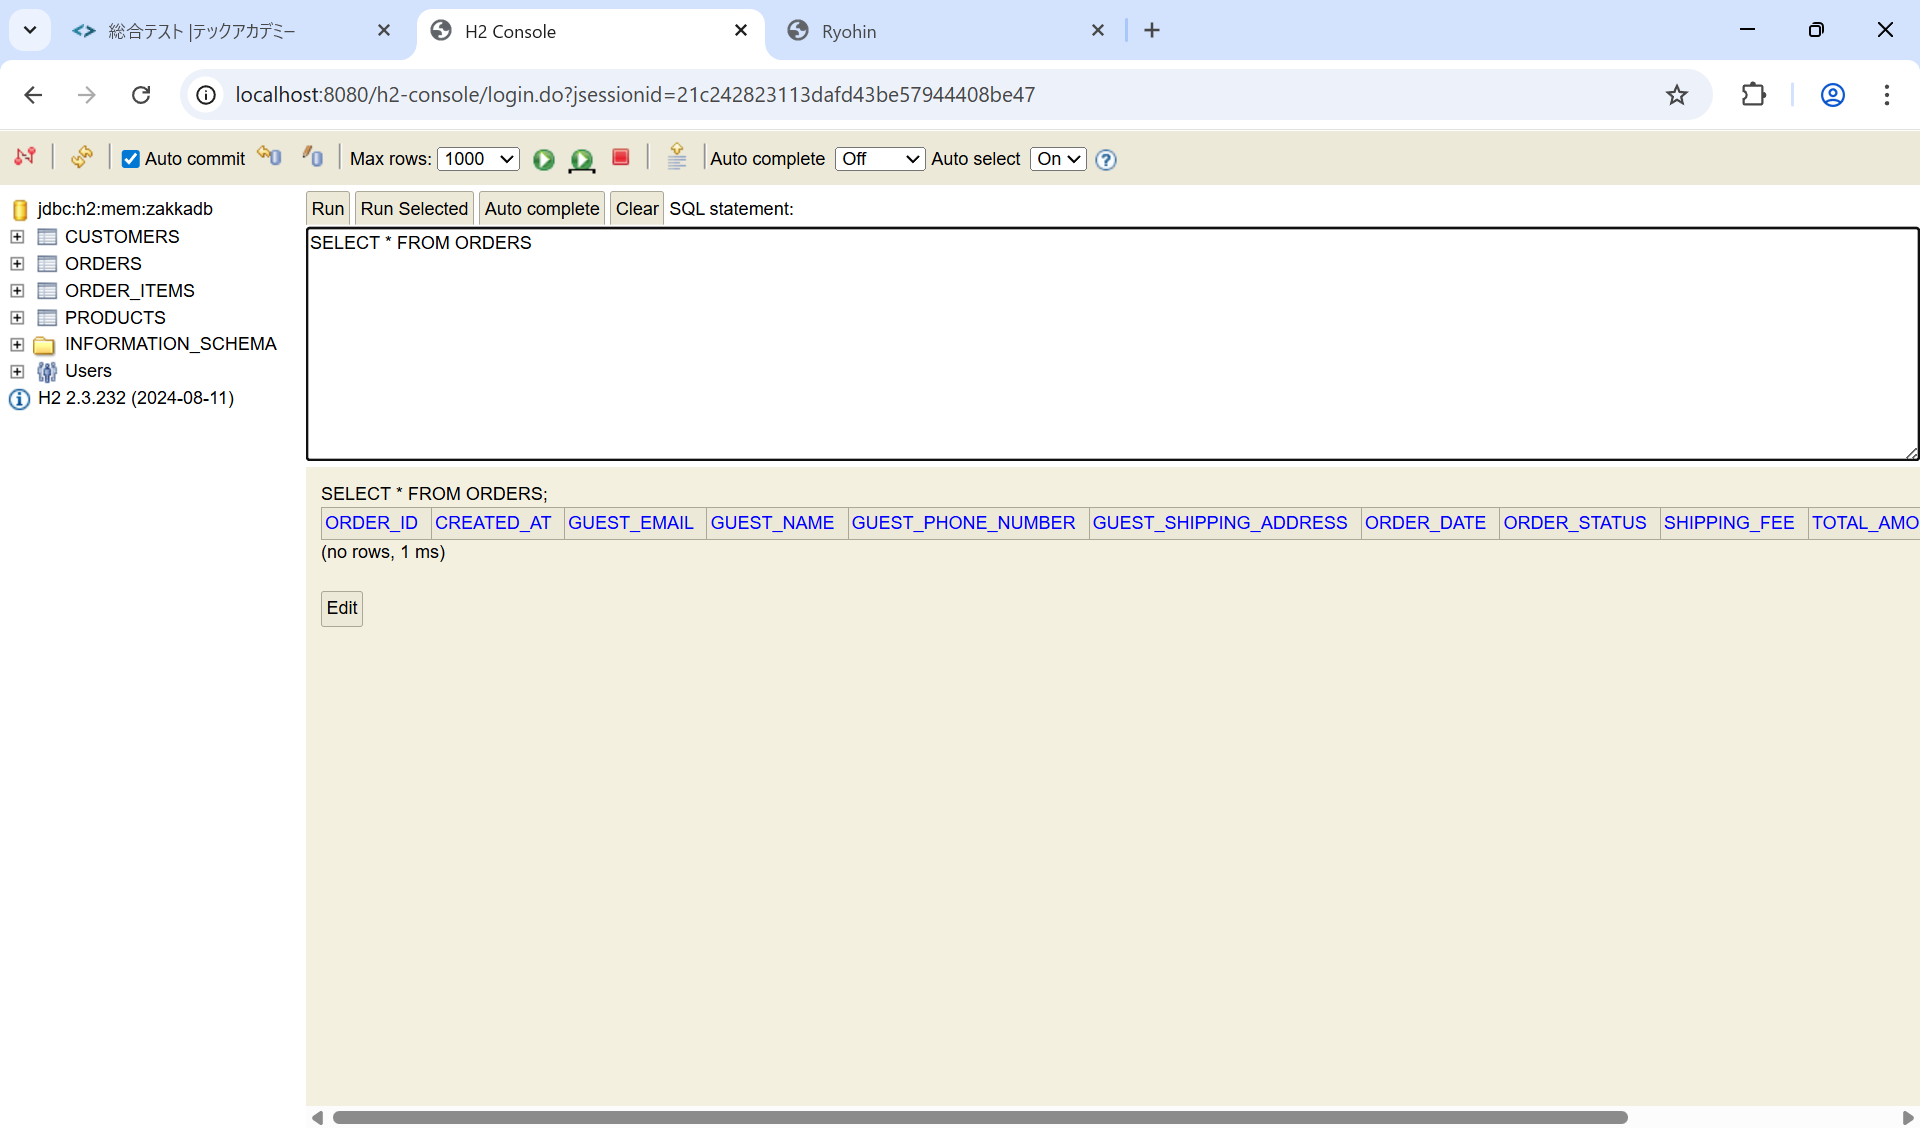 総合テスト |テックアカデミー
H2 Console
Ryohin
localhost:8080/h2-console/login.do?jsessionid=21c242823113dafd43be57944408be47
Auto commit
Max rows: 1000
Auto complete Off
Auto select On
jdbc:h2:mem:zakkadb
CUSTOMERS
ORDERS
ORDER_ITEMS
PRODUCTS
INFORMATION_SCHEMA
Users
H2 2.3.232 (2024-08-11)
Run Run Selected Auto complete Clear SQL statement:
SELECT * FROM ORDERS
SELECT * FROM ORDERS;
ORDER_ID CREATED_AT GUEST_EMAIL GUEST_NAME GUEST_PHONE_NUMBER GUEST_SHIPPING_ADDRESS ORDER_DATE ORDER_STATUS SHIPPING_FEE TOTAL_AMO
(no rows, 1 ms)
Edit